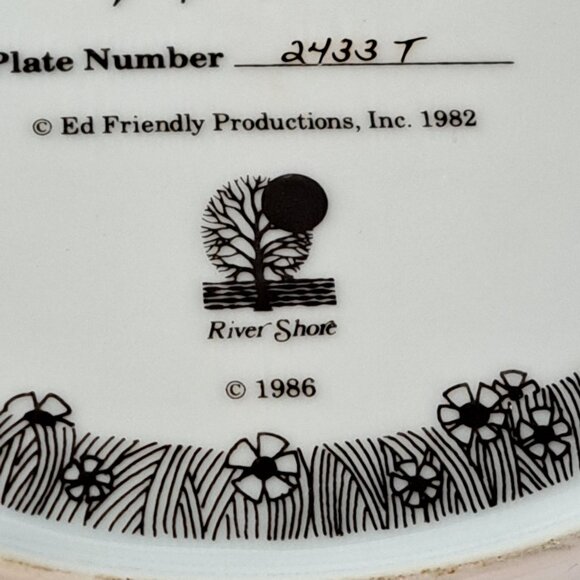 Plate Number 2433 T
© Ed Friendly Productions, Inc. 1982
River Shore
© 1986